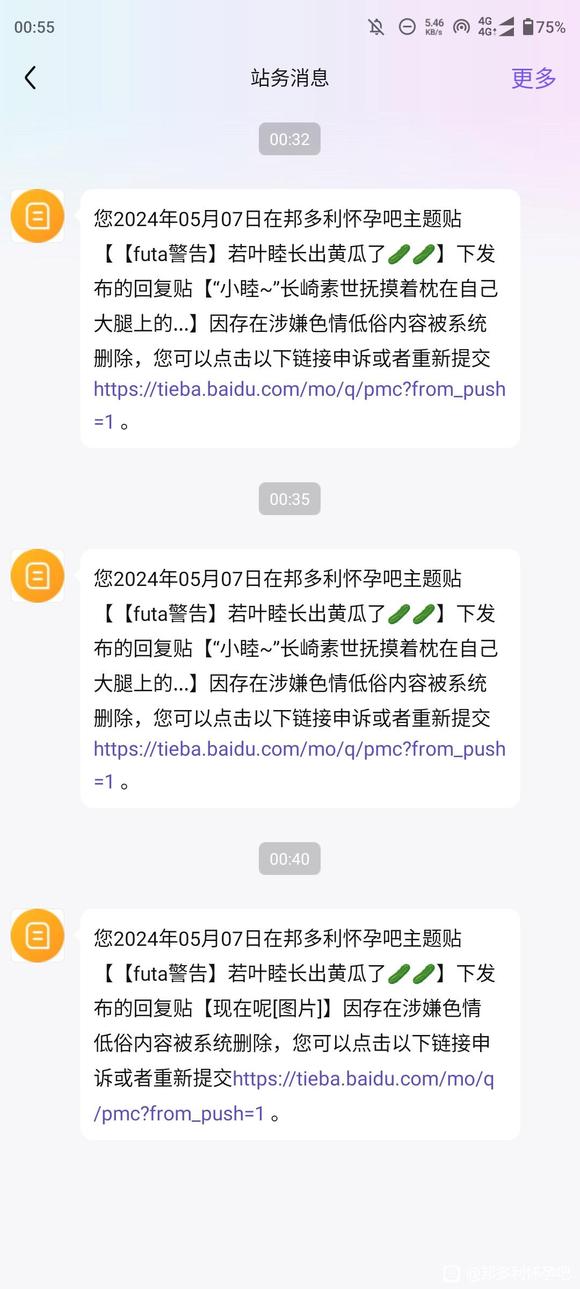 00:55
5.46
KB/s
4G
4G
75%
站务消息
更多
00:32
您2024年05月07日在邦多利怀孕吧主题贴
【【futa警告】若叶睦长出黄瓜了🥒🥒】下发
布的回复贴【“小睦~”长崎素世抚摸着枕在自己
大腿上的...】因存在涉嫌色情低俗内容被系统
删除，您可以点击以下链接申诉或者重新提交
https://tieba.baidu.com/mo/q/pmc?from_push
=1 。
00:35
您2024年05月07日在邦多利怀孕吧主题贴
【【futa警告】若叶睦长出黄瓜了🥒🥒】下发
布的回复贴【“小睦~”长崎素世抚摸着枕在自己
大腿上的...】因存在涉嫌色情低俗内容被系统
删除，您可以点击以下链接申诉或者重新提交
https://tieba.baidu.com/mo/q/pmc?from_push
=1 。
00:40
您2024年05月07日在邦多利怀孕吧主题贴
【【futa警告】若叶睦长出黄瓜了🥒🥒】下发
布的回复贴【现在呢[图片]】因存在涉嫌色情
低俗内容被系统删除，您可以点击以下链接申
诉或者重新提交https://tieba.baidu.com/mo/q
/pmc?from_push=1 。
@邦多利怀孕吧